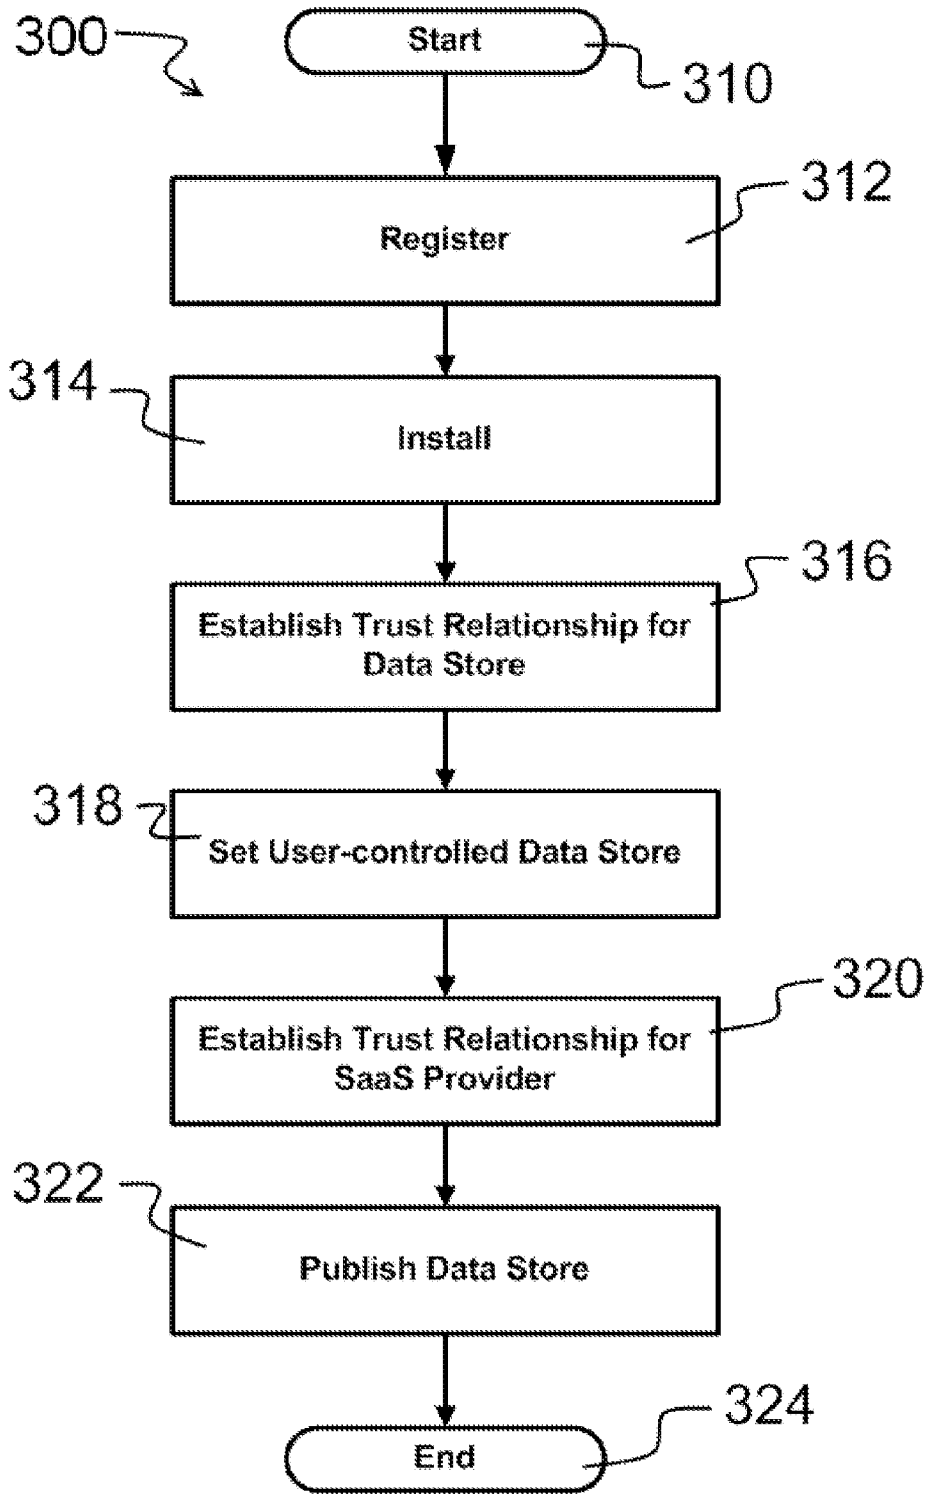 300
Start
310
312
Register
314
Install
316
Establish Trust Relationship for
Data Store
318
Set User-controlled Data Store
320
Establish Trust Relationship for
SaaS Provider
322
Publish Data Store
324
End